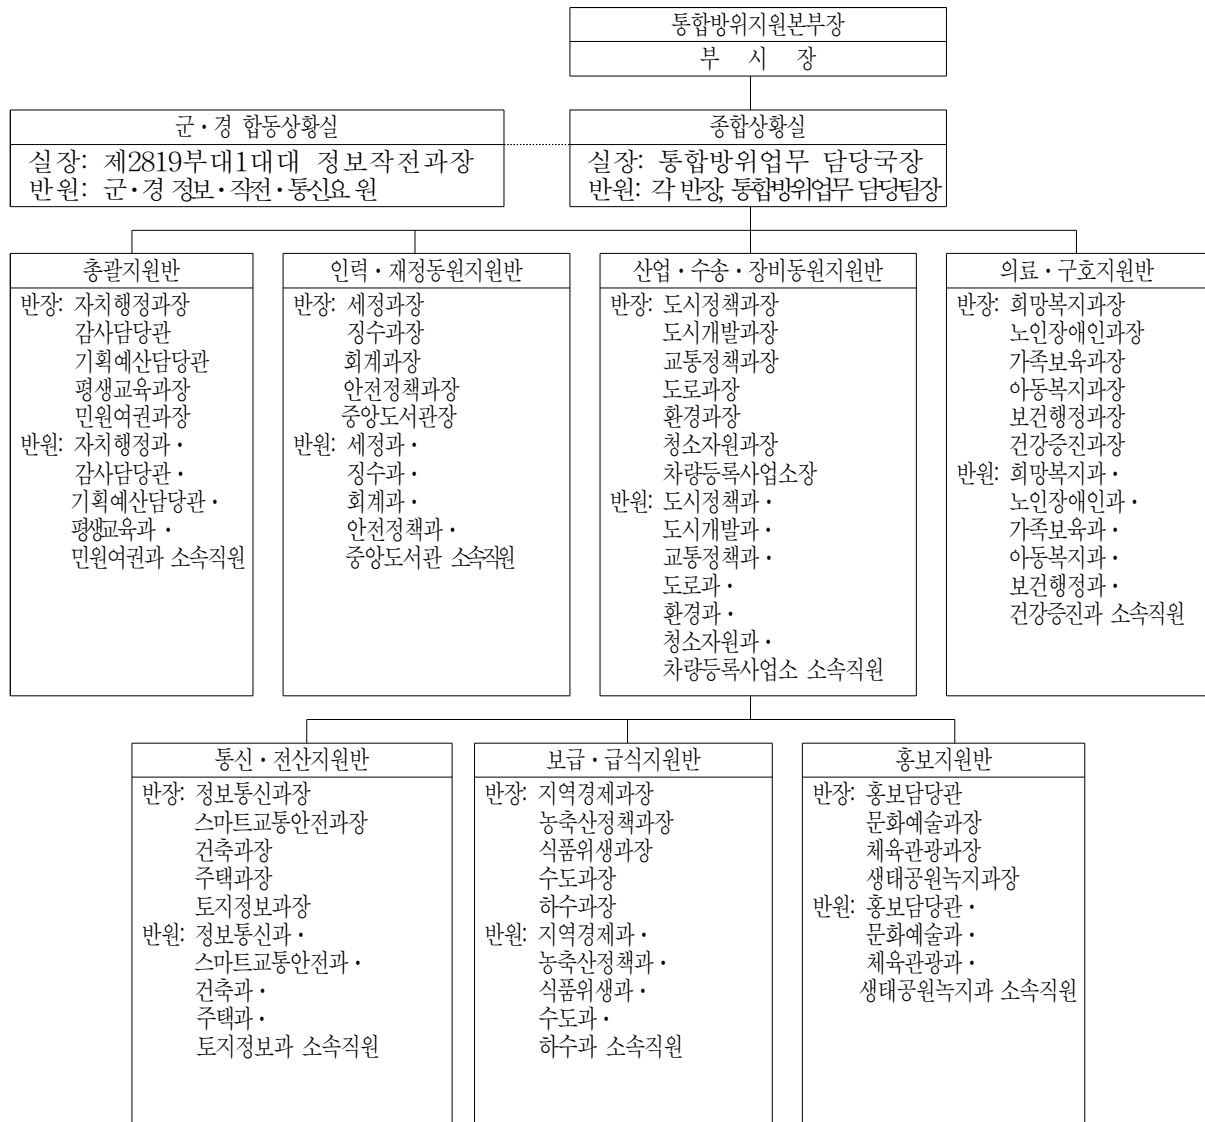 통합방위지원본부장
부 시 장
군·경 합동상황실
실장: 제2819부대1대대 정보작전과장
반원: 군·경 정보·작전·통신요 원
종합상황실
실장: 통합방위업무 담당국장
반원: 각 반장, 통합방위업무 담당팀장
총괄지원반
반장: 자치행정과장
감사담당관
기획예산담당관
평생교육과장
민원여권과장
반원: 자치행정과·
감사담당관·
기획예산담당관·
평생교육과·
민원여권과 소속직원
인력·재정동원지원반
반장: 세정과장
징수과장
회계과장
안전정책과장
중앙도서관장
반원: 세정과·
징수과·
회계과·
안전정책과·
중앙도서관 소속직원
산업·수송·장비동원지원반
반장: 도시정책과장
도시개발과장
교통정책과장
도로과장
환경과장
청소자원과장
차량등록사업소장
반원: 도시정책과·
도시개발과·
교통정책과·
도로과·
환경과·
청소자원과·
차량등록사업소 소속직원
의료·구호지원반
반장: 희망복지과장
노인장애인과장
가족보육과장
아동복지과장
보건행정과장
건강증진과장
반원: 희망복지과·
노인장애인과·
가족보육과·
아동복지과·
보건행정과·
건강증진과 소속직원
통신·전산지원반
반장: 정보통신과장
스마트교통안전과장
건축과장
주택과장
토지정보과장
반원: 정보통신과·
스마트교통안전과·
건축과·
주택과·
토지정보과 소속직원
보급·급식지원반
반장: 지역경제과장
농축산정책과장
식품위생과장
수도과장
하수과장
반원: 지역경제과·
농축산정책과·
식품위생과·
수도과·
하수과 소속직원
홍보지원반
반장: 홍보담당관
문화예술과장
체육관광과장
생태공원녹지과장
반원: 홍보담당관·
문화예술과·
체육관광과·
생태공원녹지과 소속직원